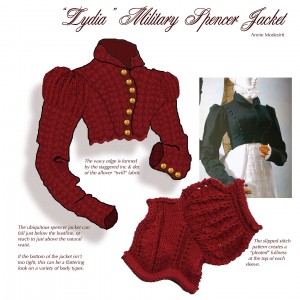 "Lydia" Military Spencer Jacket
Annie Modesitt
The wavy edge is formed
by the staggered inc & dec
of the allover "twill" fabric
The ubiquitous spencer jacket can
fall just below the bustline, or
reach to just above the natural
waist.
If the bottom of the jacket isn't
too tight, this can be a flattering
look on a variety of body types.
The slipped stitch
pattern creates a
"pleated" fullness
at the top of each
sleeve.